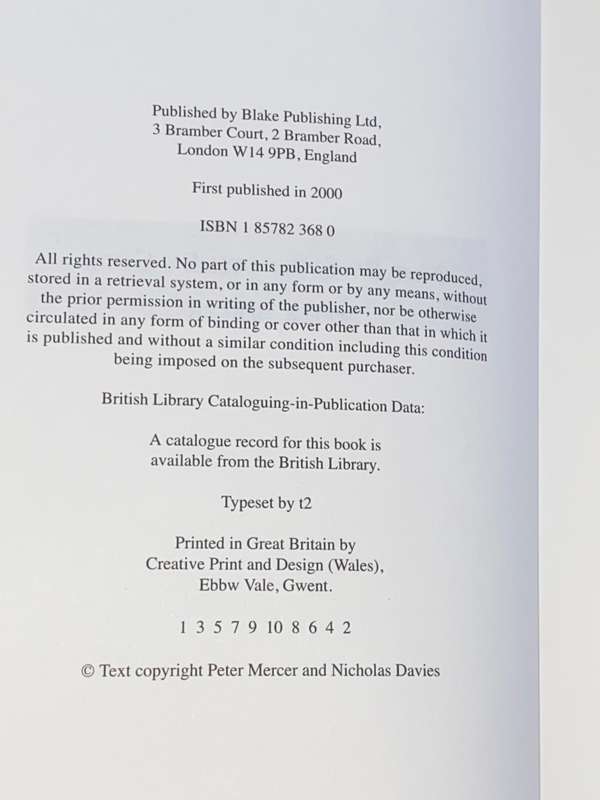 Published by Blake Publishing Ltd,
3 Bramber Court, 2 Bramber Road,
London W14 9PB, England
First published in 2000
ISBN 1 85782 368 0
All rights reserved. No part of this publication may be reproduced,
stored in a retrieval system, or in any form or by any means, without
the prior permission in writing of the publisher, nor be otherwise
circulated in any form of binding or cover other than that in which it
is published and without a similar condition including this condition
being imposed on the subsequent purchaser.
British Library Cataloguing-in-Publication Data:
A catalogue record for this book is
available from the British Library.
Typeset by t2
Printed in Great Britain by
Creative Print and Design (Wales),
Ebbw Vale, Gwent.
1 3 5 7 9 10 8 6 4 2
© Text copyright Peter Mercer and Nicholas Davies